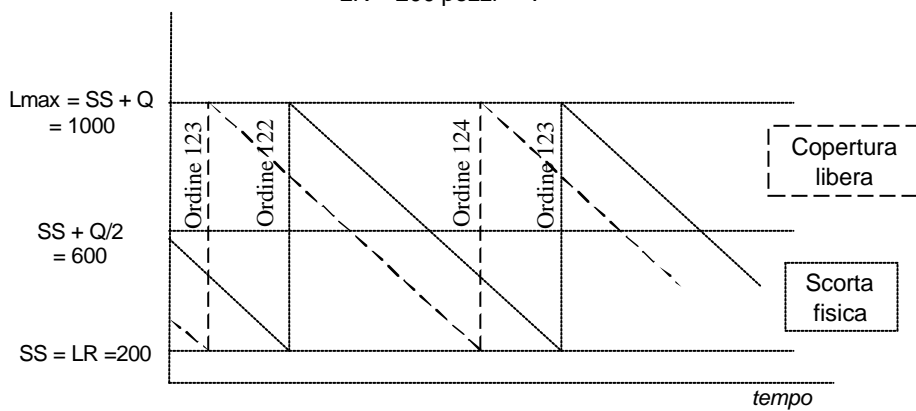 Lmax = SS + Q
= 1000
Ordine 123
Ordine 122
Ordine 124
Ordine 123
Copertura
libera
SS + Q/2
= 600
Scorta
fisica
SS = LR =200
tempo